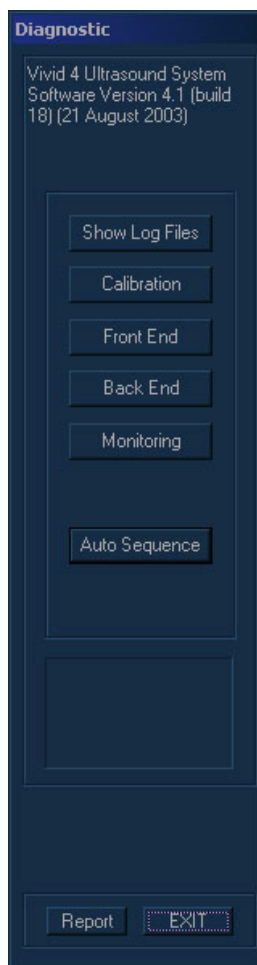 Diagnostic
Vivid 4 Ultrasound System
Software Version 4.1 (build
18) (21 August 2003)
Show Log Files
Calibration
Front End
Back End
Monitoring
Auto Sequence
Report EXIT